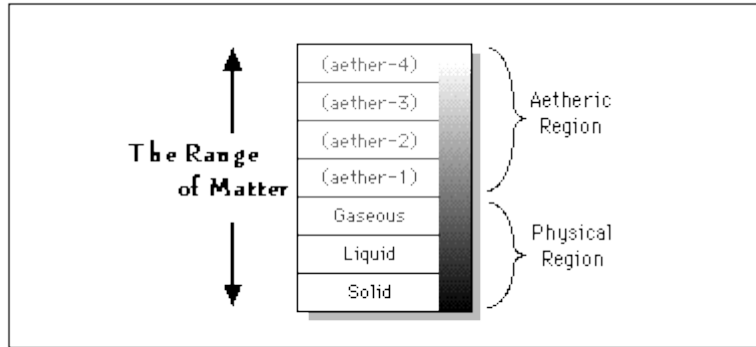 The Range
of Matter
(aether-4)
(aether-3)
(aether-2)
(aether-1)
Gaseous
Liquid
Solid
Aetheric
Region
Physical
Region